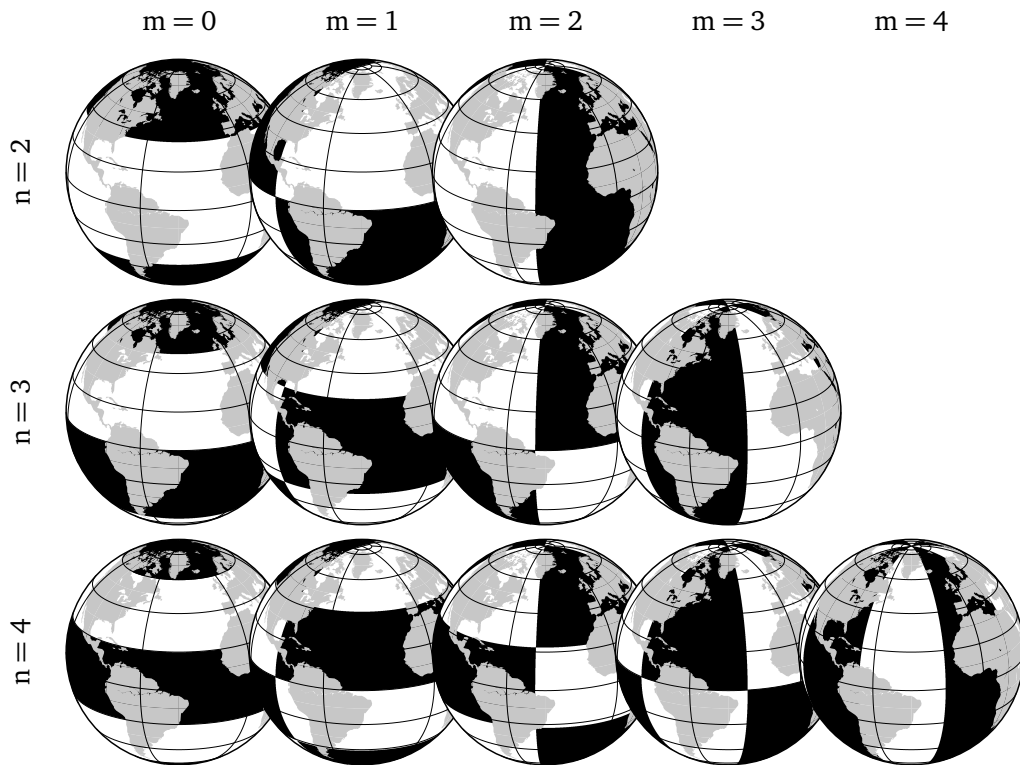 m = 0 m = 1 m = 2 m = 3 m = 4
n = 2
n = 3
n = 4